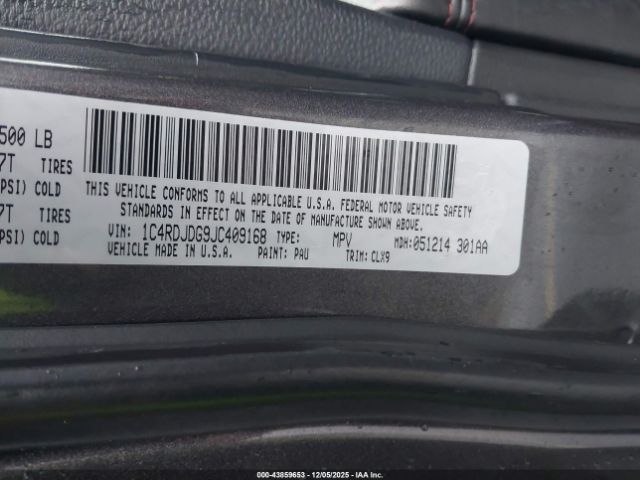 500 LB
7T TIRES
PSI) COLD
7T TIRES
PSI) COLD
THIS VEHICLE CONFORMS TO ALL APPLICABLE U.S.A. FEDERAL MOTOR VEHICLE SAFETY
STANDARDS IN EFFECT ON THE DATE OF MANUFACTURE SHOWN ABOVE.
VIN: 1C4RDJDG9JC409168 TYPE: MPV MDH:051214 301AA
VEHICLE MADE IN U.S.A. PAINT: PAU TRIM: CLX9
000-43859653 - 12/05/2025 - IAA Inc.